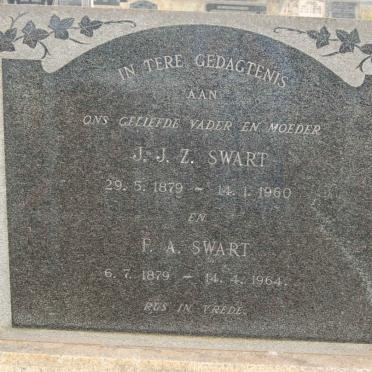 IN TERE GEDAGTENIS
AAN
ONS GELIEFDE VADER EN MOEDER
J. J. Z. SWART
29. 5. 1879 ~ 14. 1. 1960
EN
F. A. SWART
6. 7. 1879 ~ 14. 4. 1964.
RUS IN VREDE.